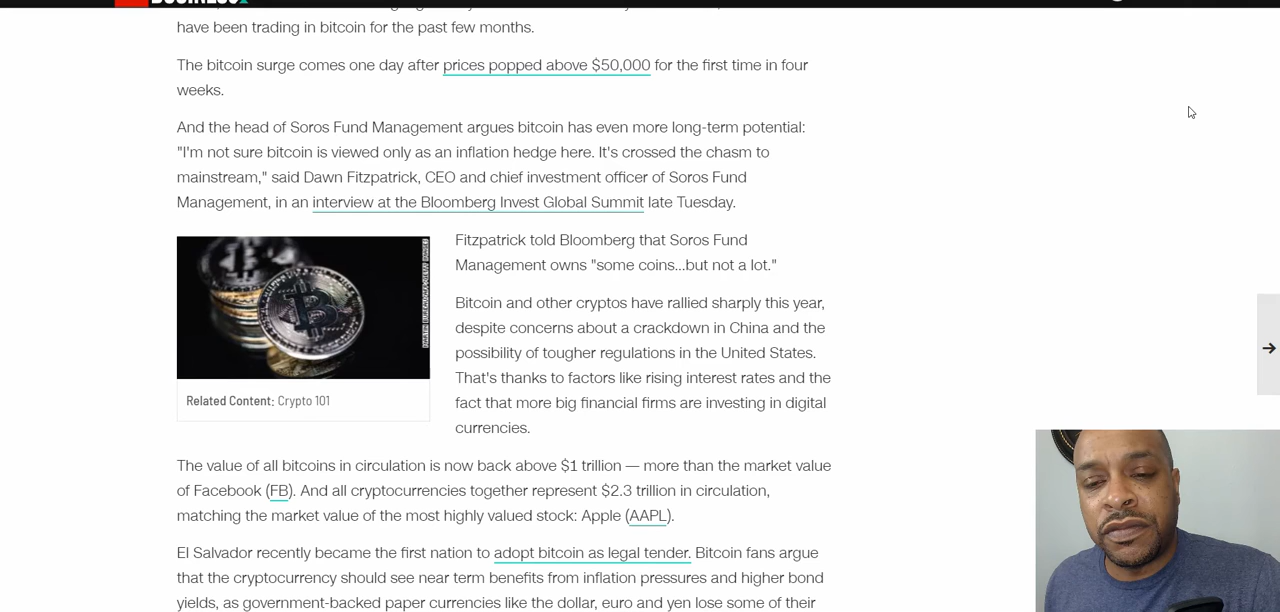 have been trading in bitcoin for the past few months.
The bitcoin surge comes one day after prices popped above $50,000 for the first time in four
weeks.
And the head of Soros Fund Management argues bitcoin has even more long-term potential:
"I'm not sure bitcoin is viewed only as an inflation hedge here. It's crossed the chasm to
mainstream," said Dawn Fitzpatrick, CEO and chief investment officer of Soros Fund
Management, in an interview at the Bloomberg Invest Global Summit late Tuesday.
Fitzpatrick told Bloomberg that Soros Fund
Management owns "some coins...but not a lot."
Bitcoin and other cryptos have rallied sharply this year,
despite concerns about a crackdown in China and the
possibility of tougher regulations in the United States.
That's thanks to factors like rising interest rates and the
fact that more big financial firms are investing in digital
currencies.
Related Content: Crypto 101
The value of all bitcoins in circulation is now back above $1 trillion — more than the market value
of Facebook (FB). And all cryptocurrencies together represent $2.3 trillion in circulation,
matching the market value of the most highly valued stock: Apple (AAPL).
El Salvador recently became the first nation to adopt bitcoin as legal tender. Bitcoin fans argue
that the cryptocurrency should see near term benefits from inflation pressures and higher bond
yields, as government-backed paper currencies like the dollar, euro and yen lose some of their